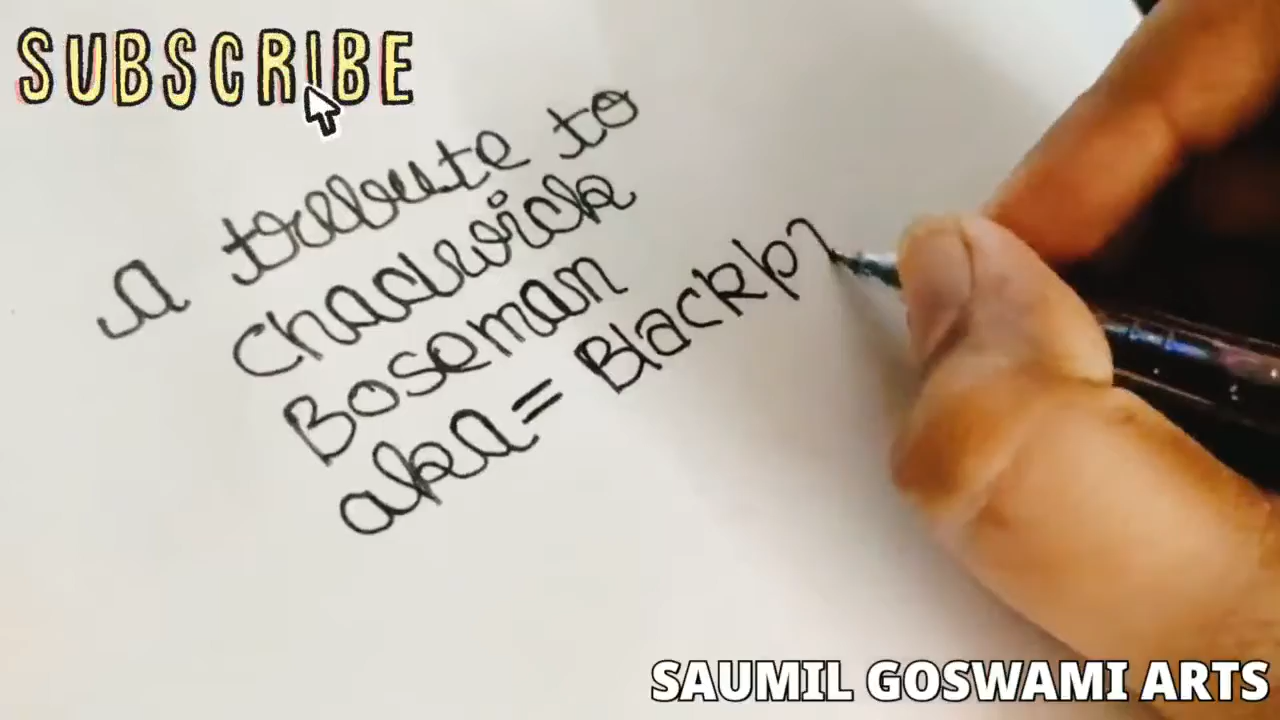 SUBSCRIBE
a tribute to
chadwick
Boseman
aka = Blackp
SAUMIL GOSWAMI ARTS